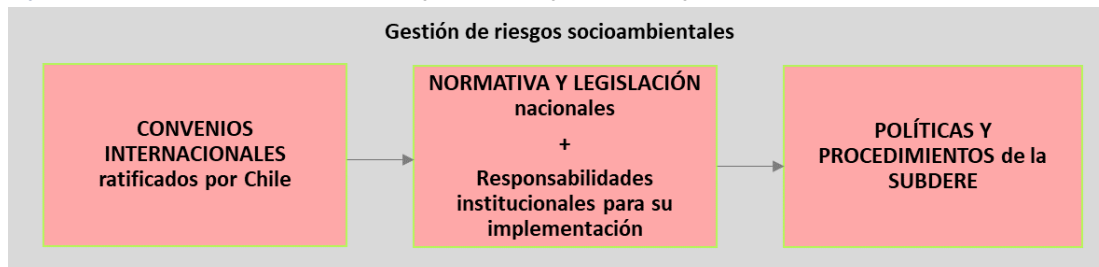 Gestión de riesgos socioambientales
CONVENIOS
INTERNACIONALES
ratificados por Chile
NORMATIVA Y LEGISLACIÓN
nacionales
+
Responsabilidades
institucionales para su
implementación
POLÍTICAS Y
PROCEDIMIENTOS de la
SUBDERE